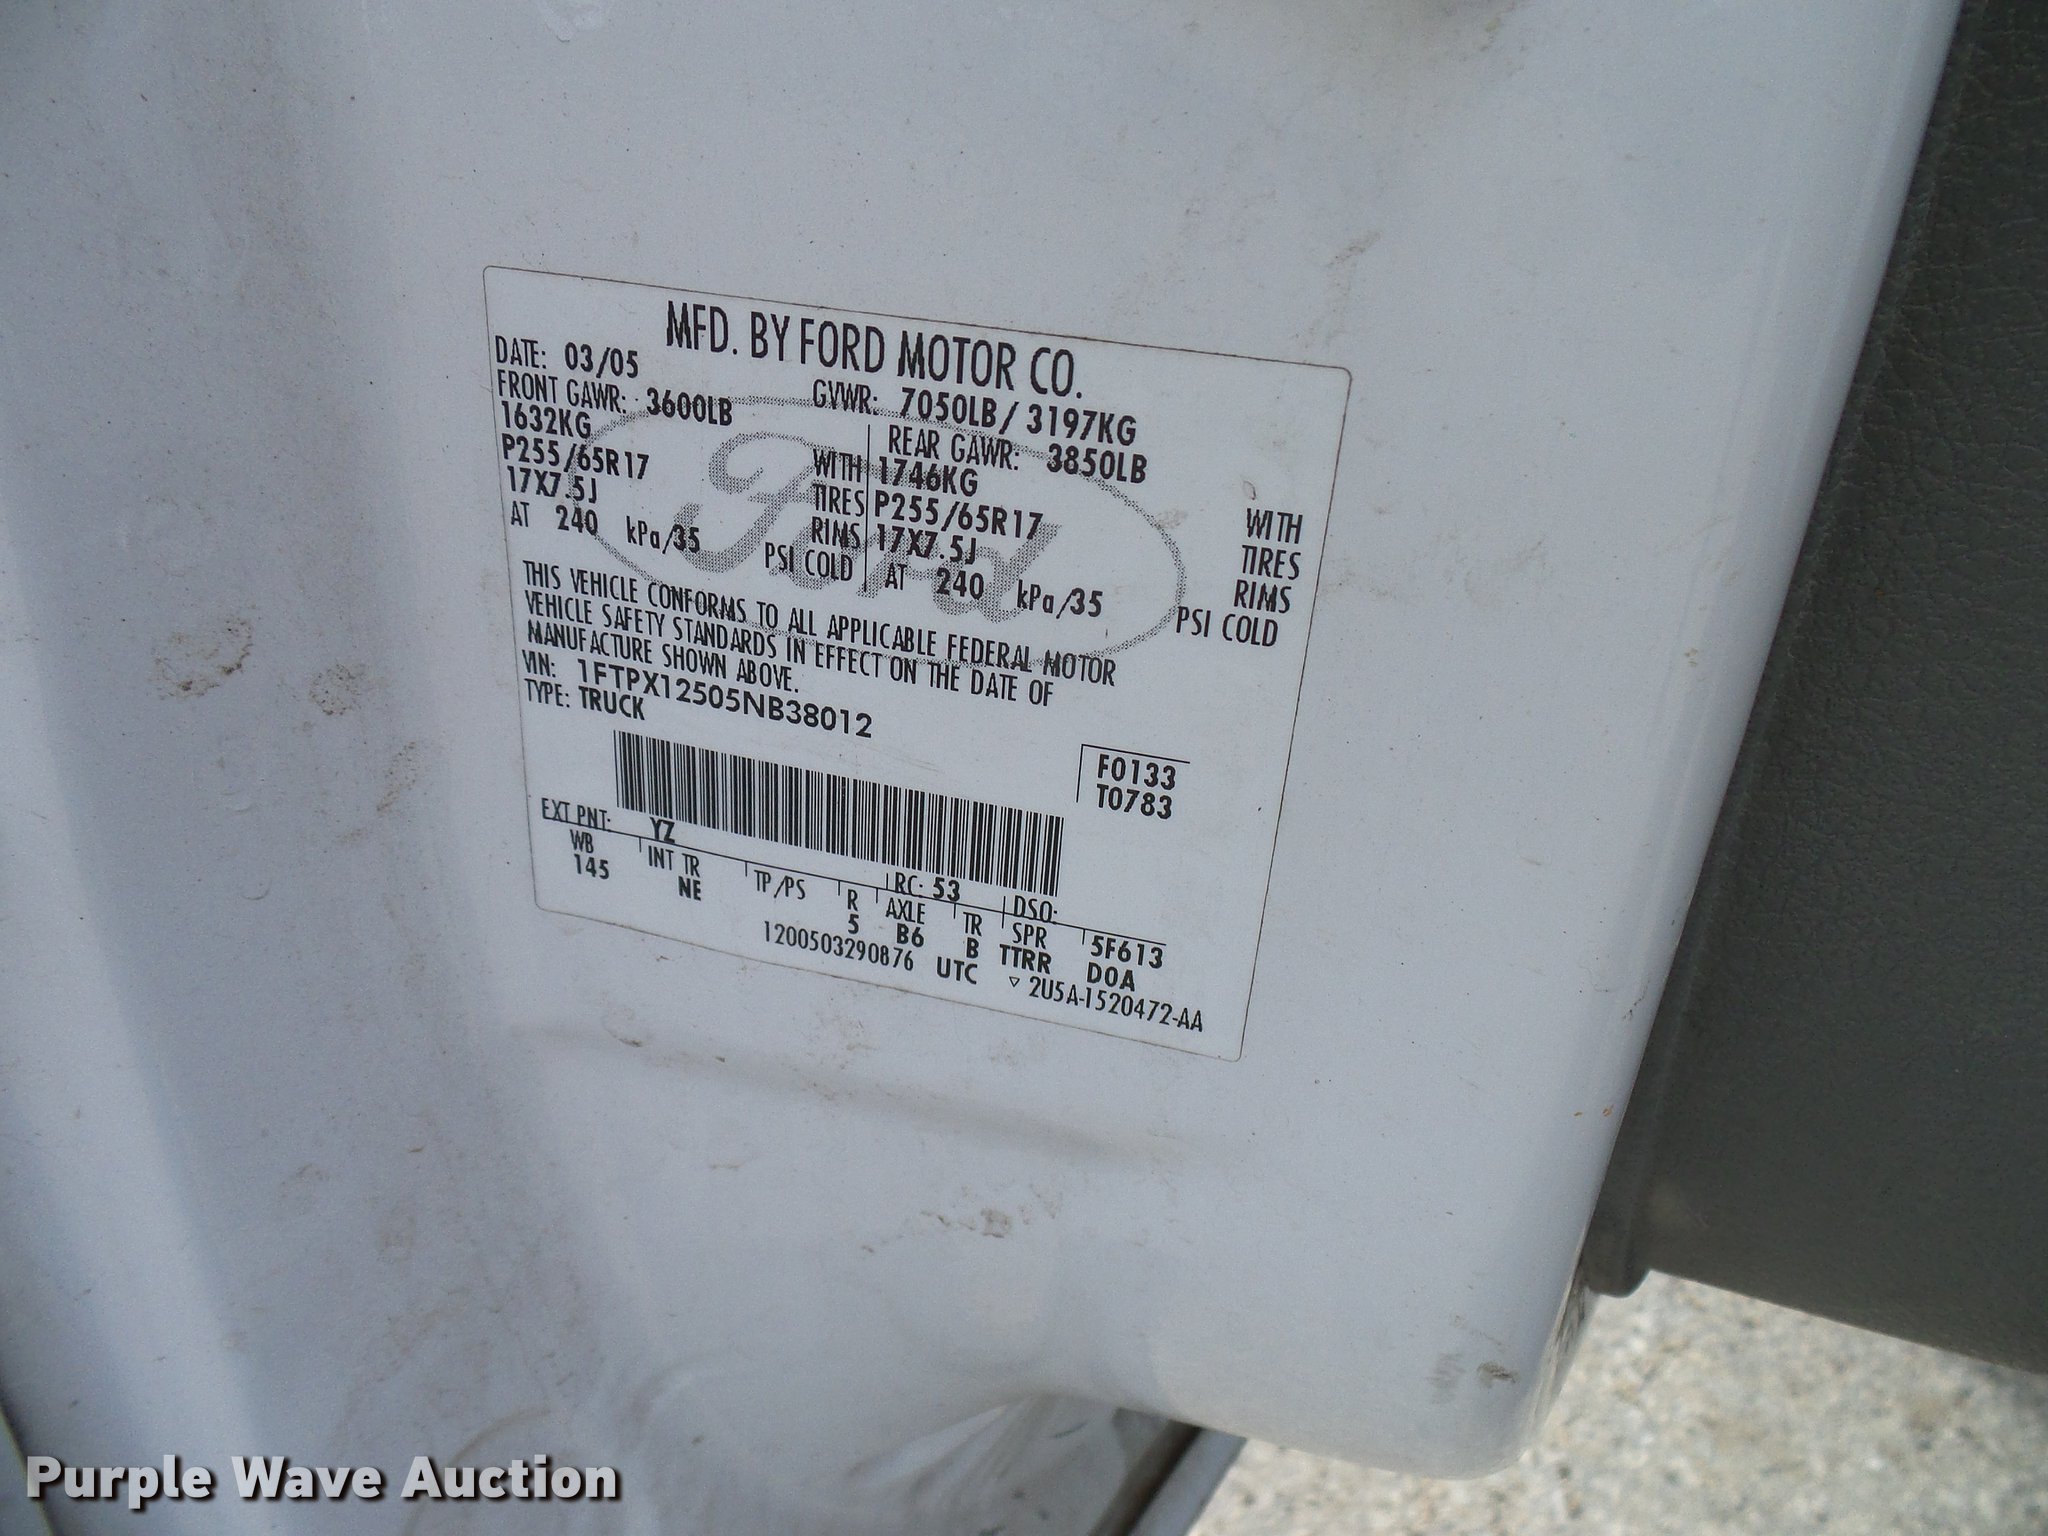 MFD. BY FORD MOTOR CO.
DATE: 03/05 GVWR: 7050LB/ 3197KG
FRONT GAWR: 3600LB REAR GAWR: 3850LB
1632KG WITH 1746KG WITH
P255/65R17 TIRES P255/65R17 TIRES
17X7.5J RIMS 17X7.5J RIMS
AT 240 kPa/35 PSI COLD AT 240 kPa/35 PSI COLD
Ford
THIS VEHICLE CONFORMS TO ALL APPLICABLE FEDERAL MOTOR
VEHICLE SAFETY STANDARDS IN EFFECT ON THE DATE OF
MANUFACTURE SHOWN ABOVE.
VIN: 1FTPX12505NB38012
TYPE: TRUCK
F0133
T0783
EXT PNT: YZ RC: 53 DSO:
WB INT TR TP/PS R AXLE TR SPR 5F613
145 NE 5 B6 B TTRR D0A
1200503290876 UTC ▽ 2U5A-1520472-AA
Purple Wave Auction